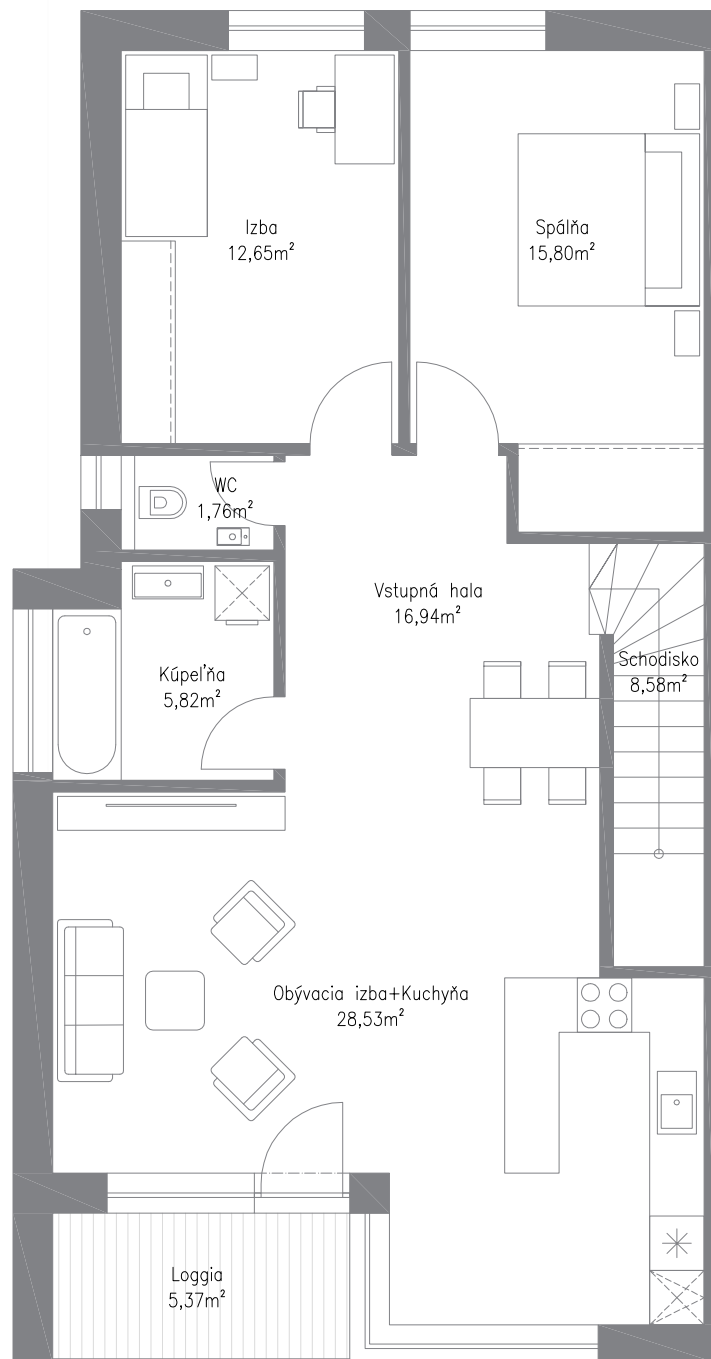 Izba
12,65m²
Spálňa
15,80m²
WC
1,76m²
Vstupná hala
16,94m²
Schodisko
8,58m²
Kúpeľňa
5,82m²
Obývacia izba+Kuchyňa
28,53m²
Loggia
5,37m²